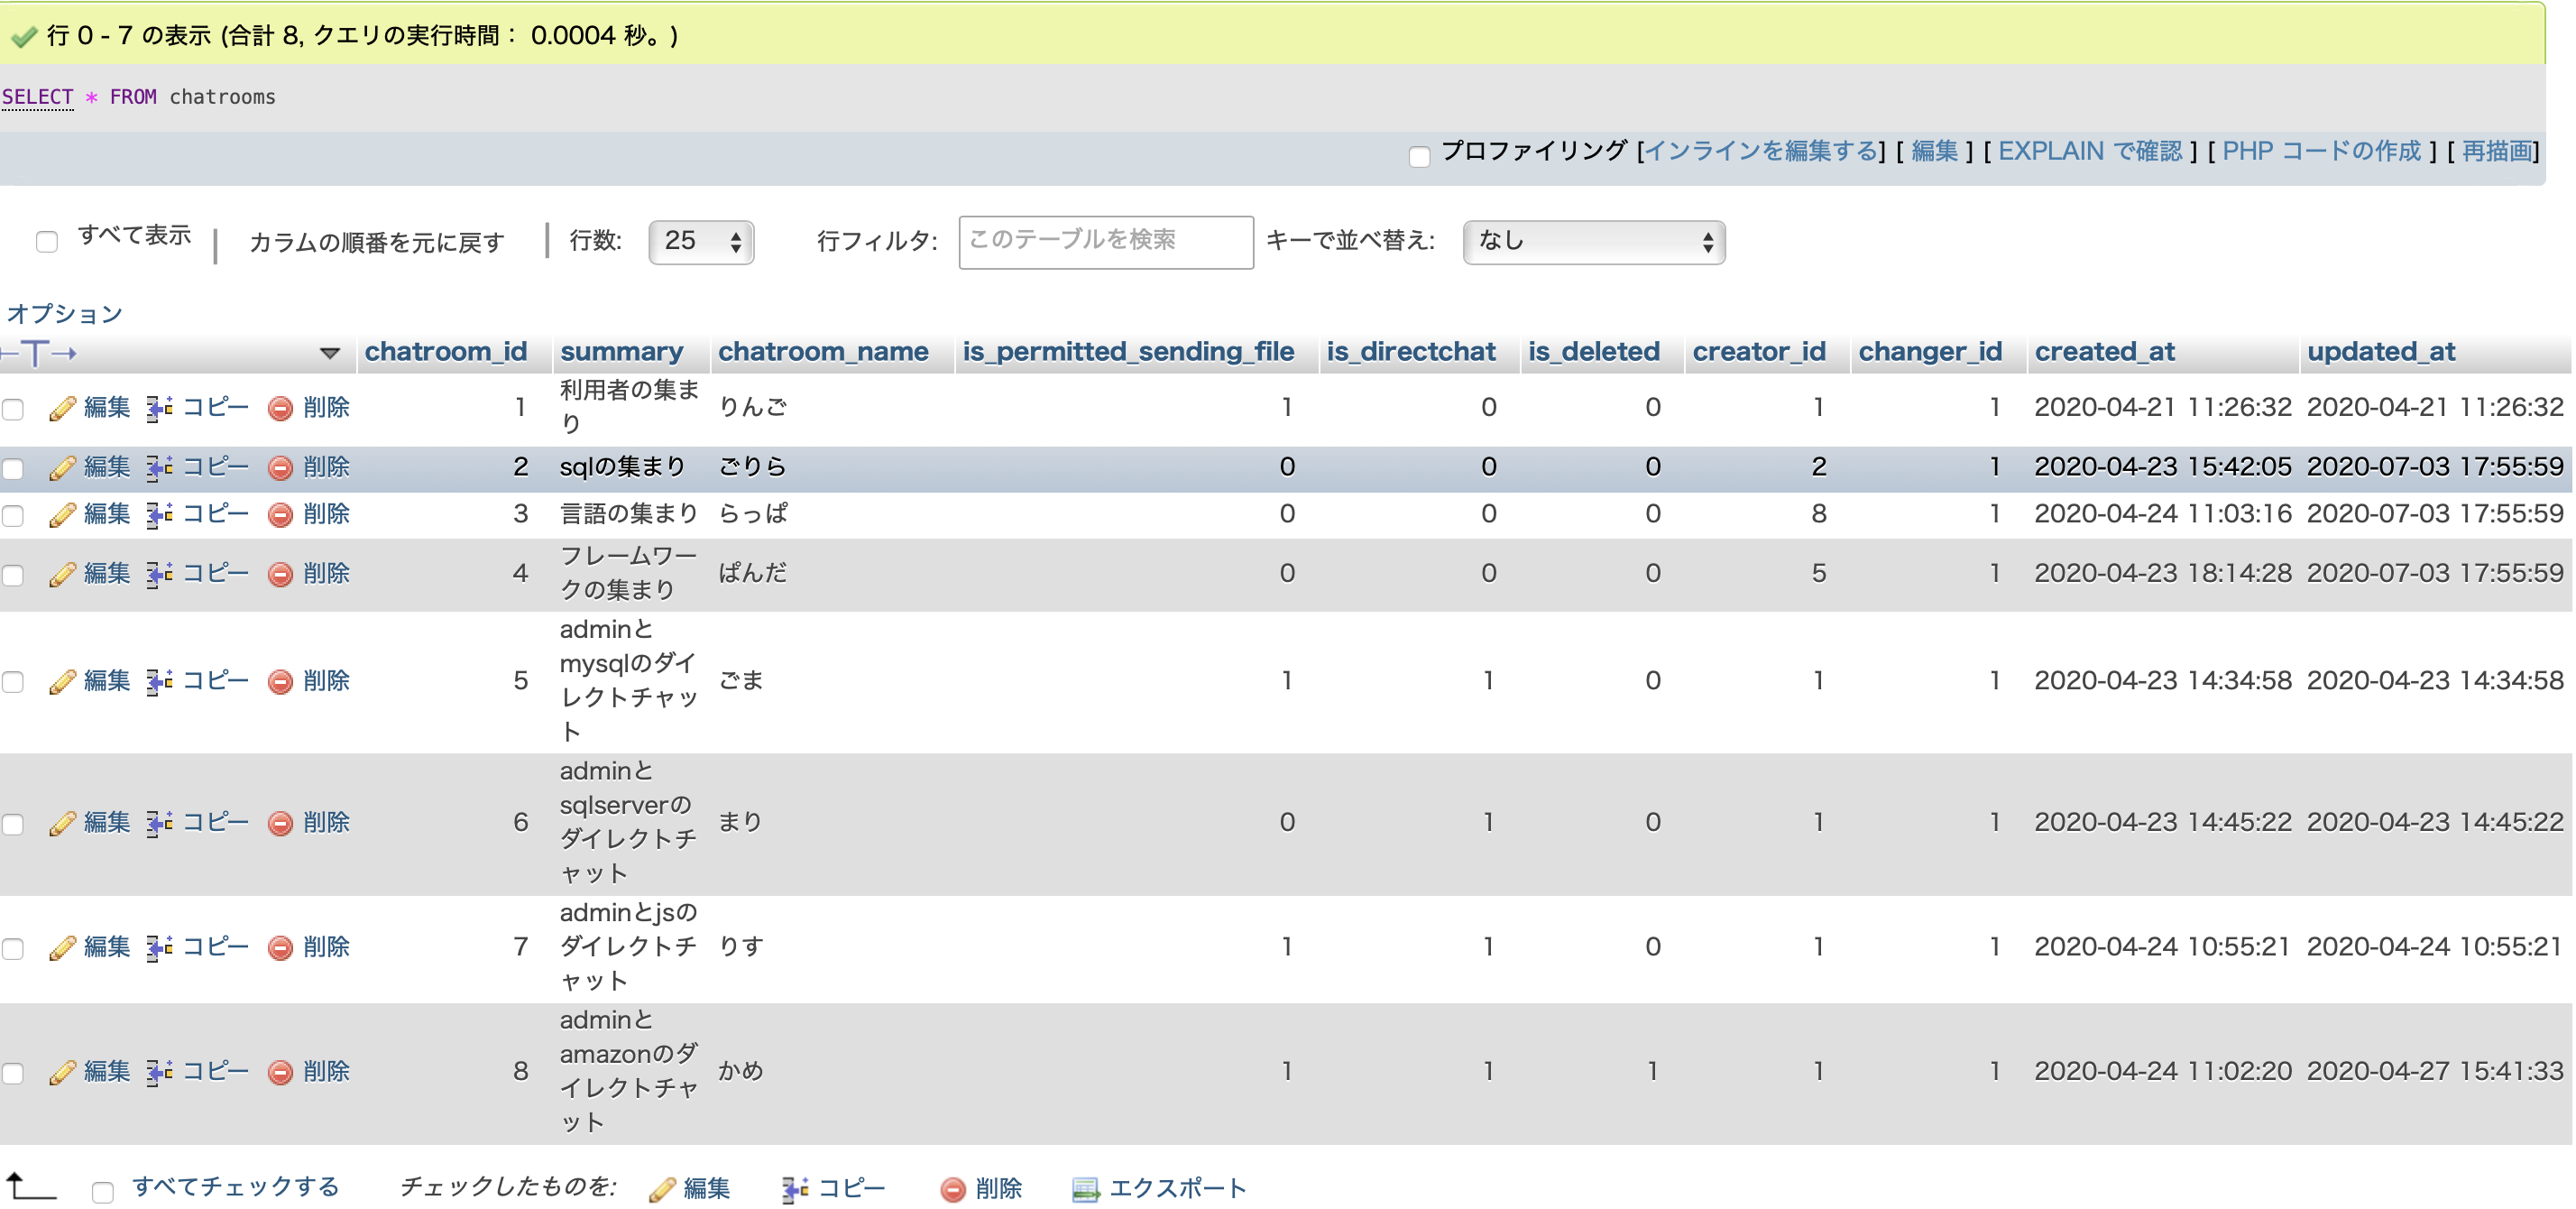 行 0 - 7 の表示 (合計 8, クエリの実行時間： 0.0004 秒。)
SELECT * FROM chatrooms
プロファイリング [インラインを編集する] [ 編集 ] [ EXPLAIN で確認 ] [ PHP コードの作成 ] [ 再描画]
すべて表示 | カラムの順番を元に戻す | 行数: 25 行フィルタ: このテーブルを検索 キーで並べ替え: なし
オプション
←T→ chatroom_id summary chatroom_name is_permitted_sending_file is_directchat is_deleted creator_id changer_id created_at updated_at
編集 コピー 削除 1 利用者の集ま りんご 1 0 0 1 1 2020-04-21 11:26:32 2020-04-21 11:26:32
り
編集 コピー 削除 2 sqlの集まり ごりら 0 0 0 2 1 2020-04-23 15:42:05 2020-07-03 17:55:59
編集 コピー 削除 3 言語の集まり らっぱ 0 0 0 8 1 2020-04-24 11:03:16 2020-07-03 17:55:59
編集 コピー 削除 4 フレームワー ぱんだ 0 0 0 5 1 2020-04-23 18:14:28 2020-07-03 17:55:59
クの集まり
adminと
編集 コピー 削除 5 mysqlのダイ ごま 1 1 0 1 1 2020-04-23 14:34:58 2020-04-23 14:34:58
レクトチャッ
ト
adminと
sqlserverの
編集 コピー 削除 6 ダイレクトチ まり 0 1 0 1 1 2020-04-23 14:45:22 2020-04-23 14:45:22
ャット
adminとjsの
編集 コピー 削除 7 ダイレクトチ りす 1 1 0 1 1 2020-04-24 10:55:21 2020-04-24 10:55:21
ャット
adminと
amazonのダ
編集 コピー 削除 8 イレクトチャ かめ 1 1 1 1 1 2020-04-24 11:02:20 2020-04-27 15:41:33
ット
すべてチェックする チェックしたものを: 編集 コピー 削除 エクスポート